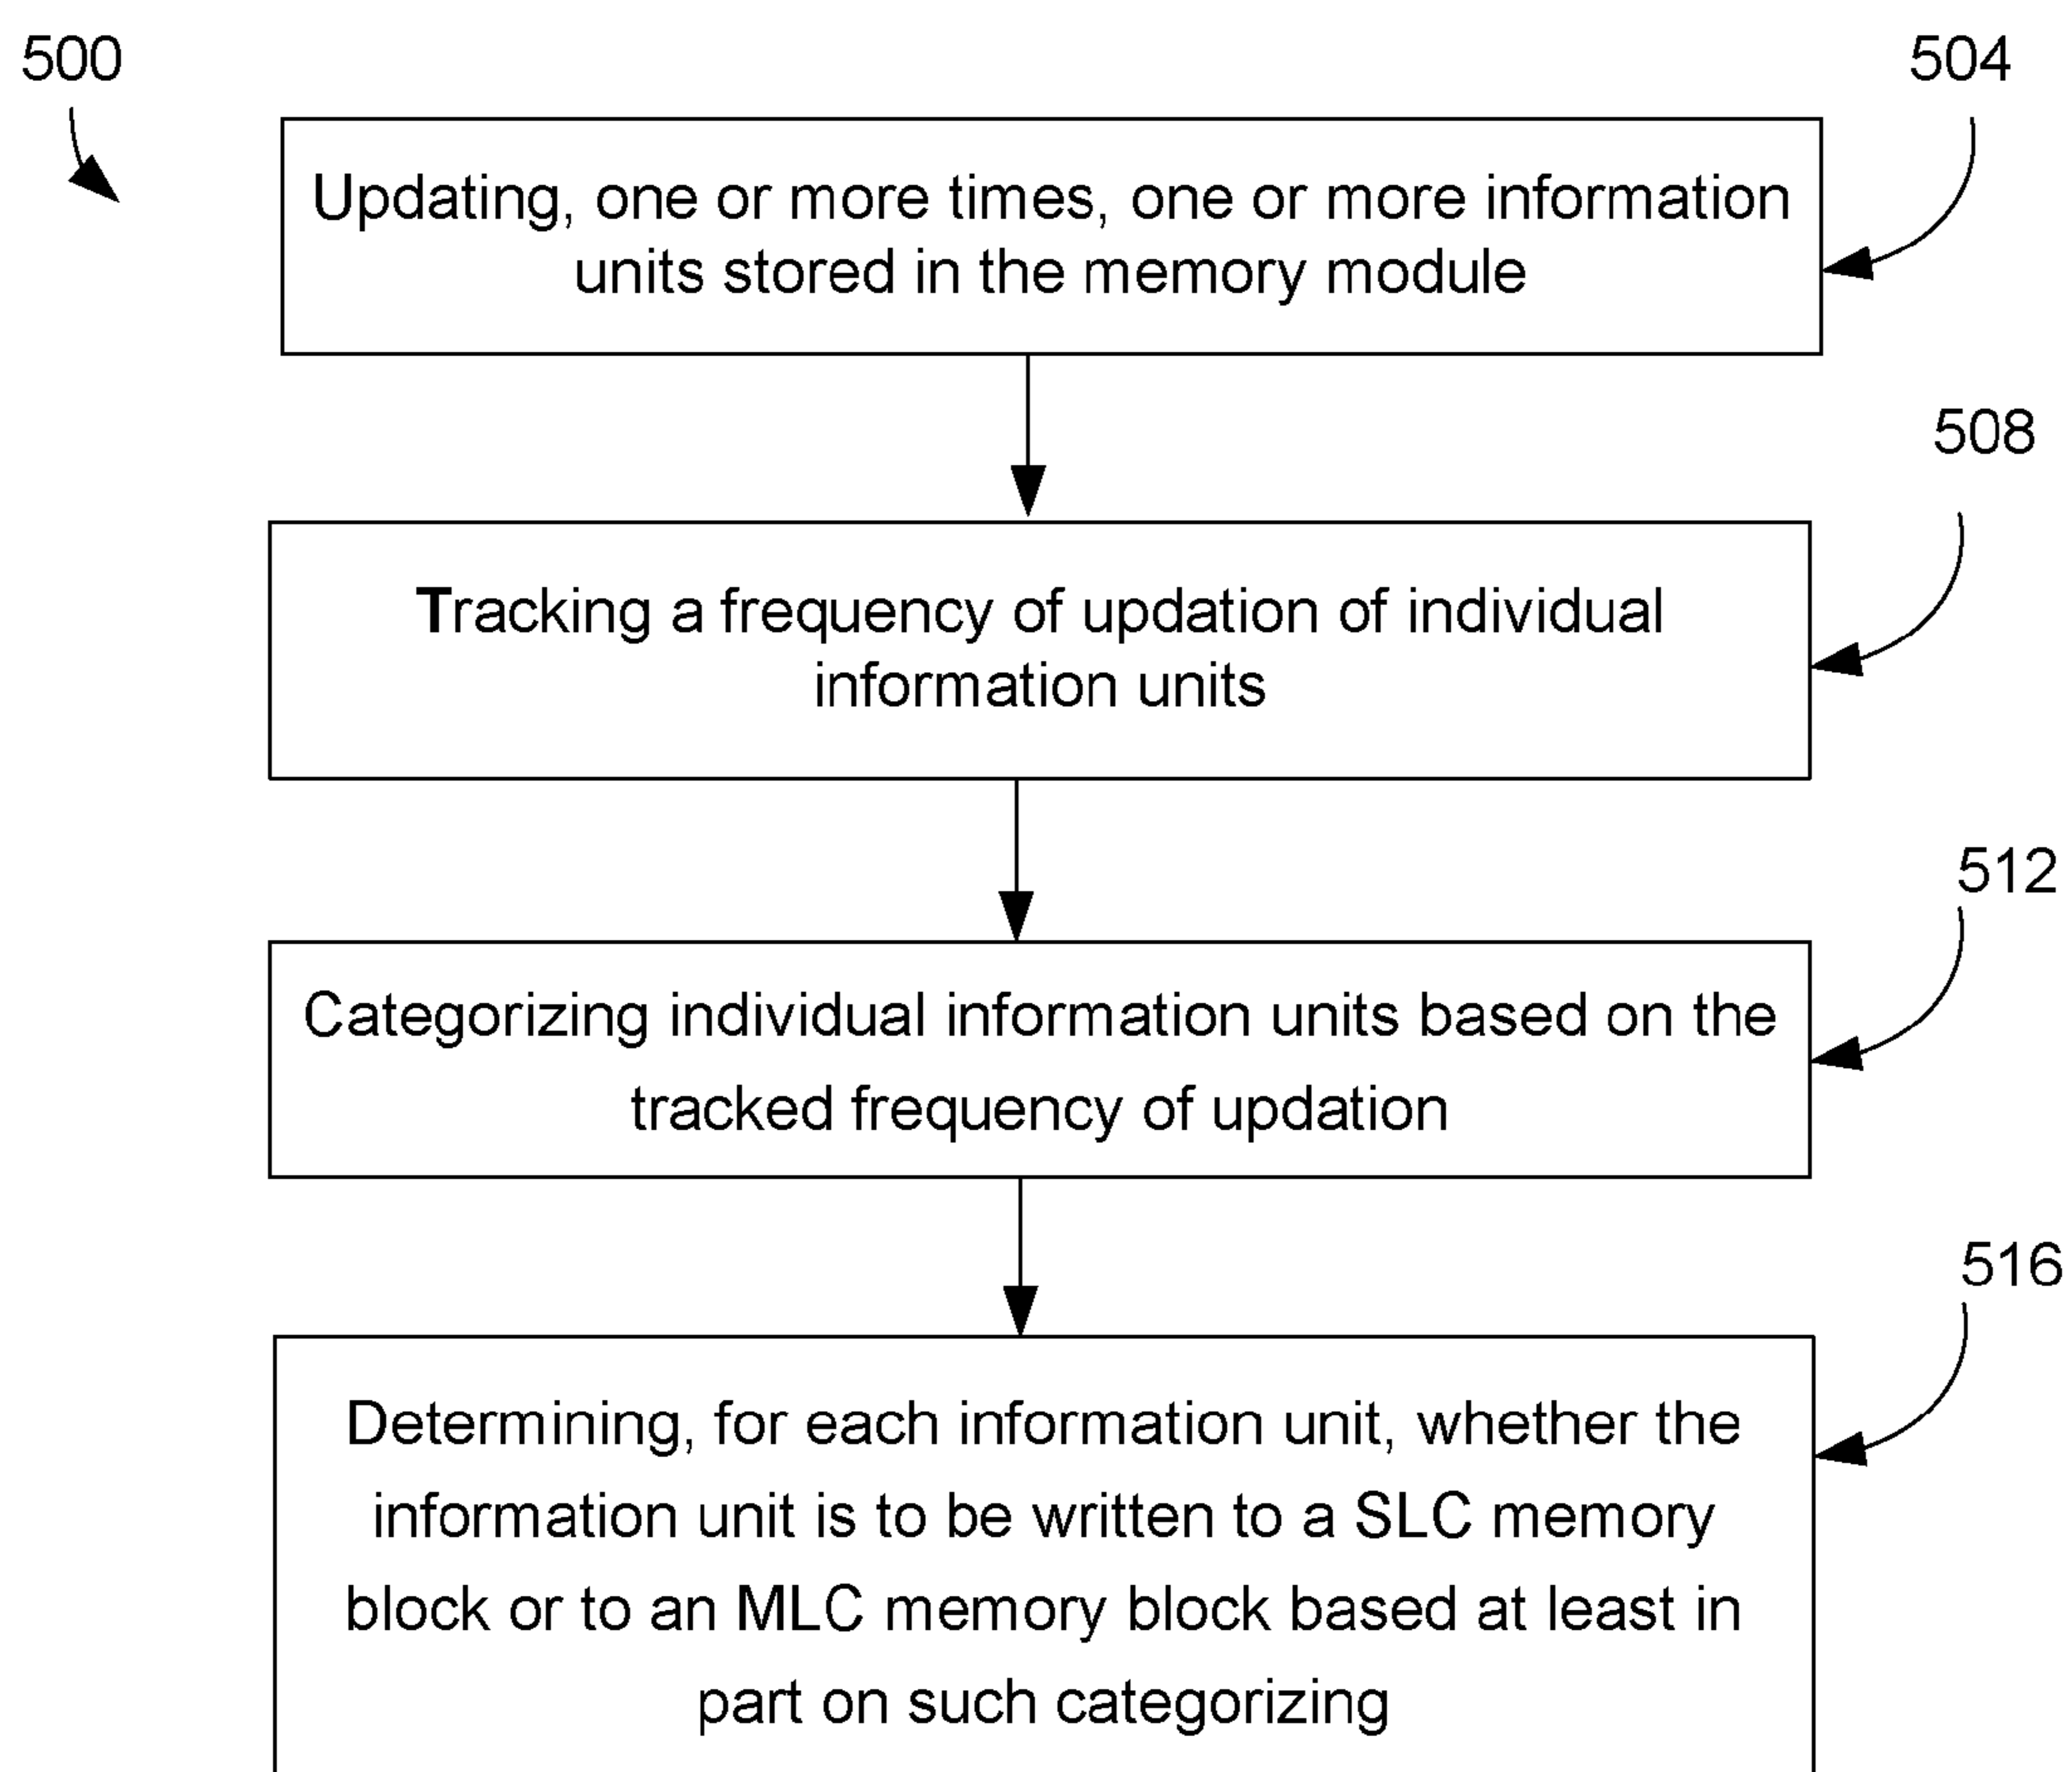 500
504
Updating, one or more times, one or more information
units stored in the memory module
508
Tracking a frequency of updation of individual
information units
512
Categorizing individual information units based on the
tracked frequency of updation
516
Determining, for each information unit, whether the
information unit is to be written to a SLC memory
block or to an MLC memory block based at least in
part on such categorizing